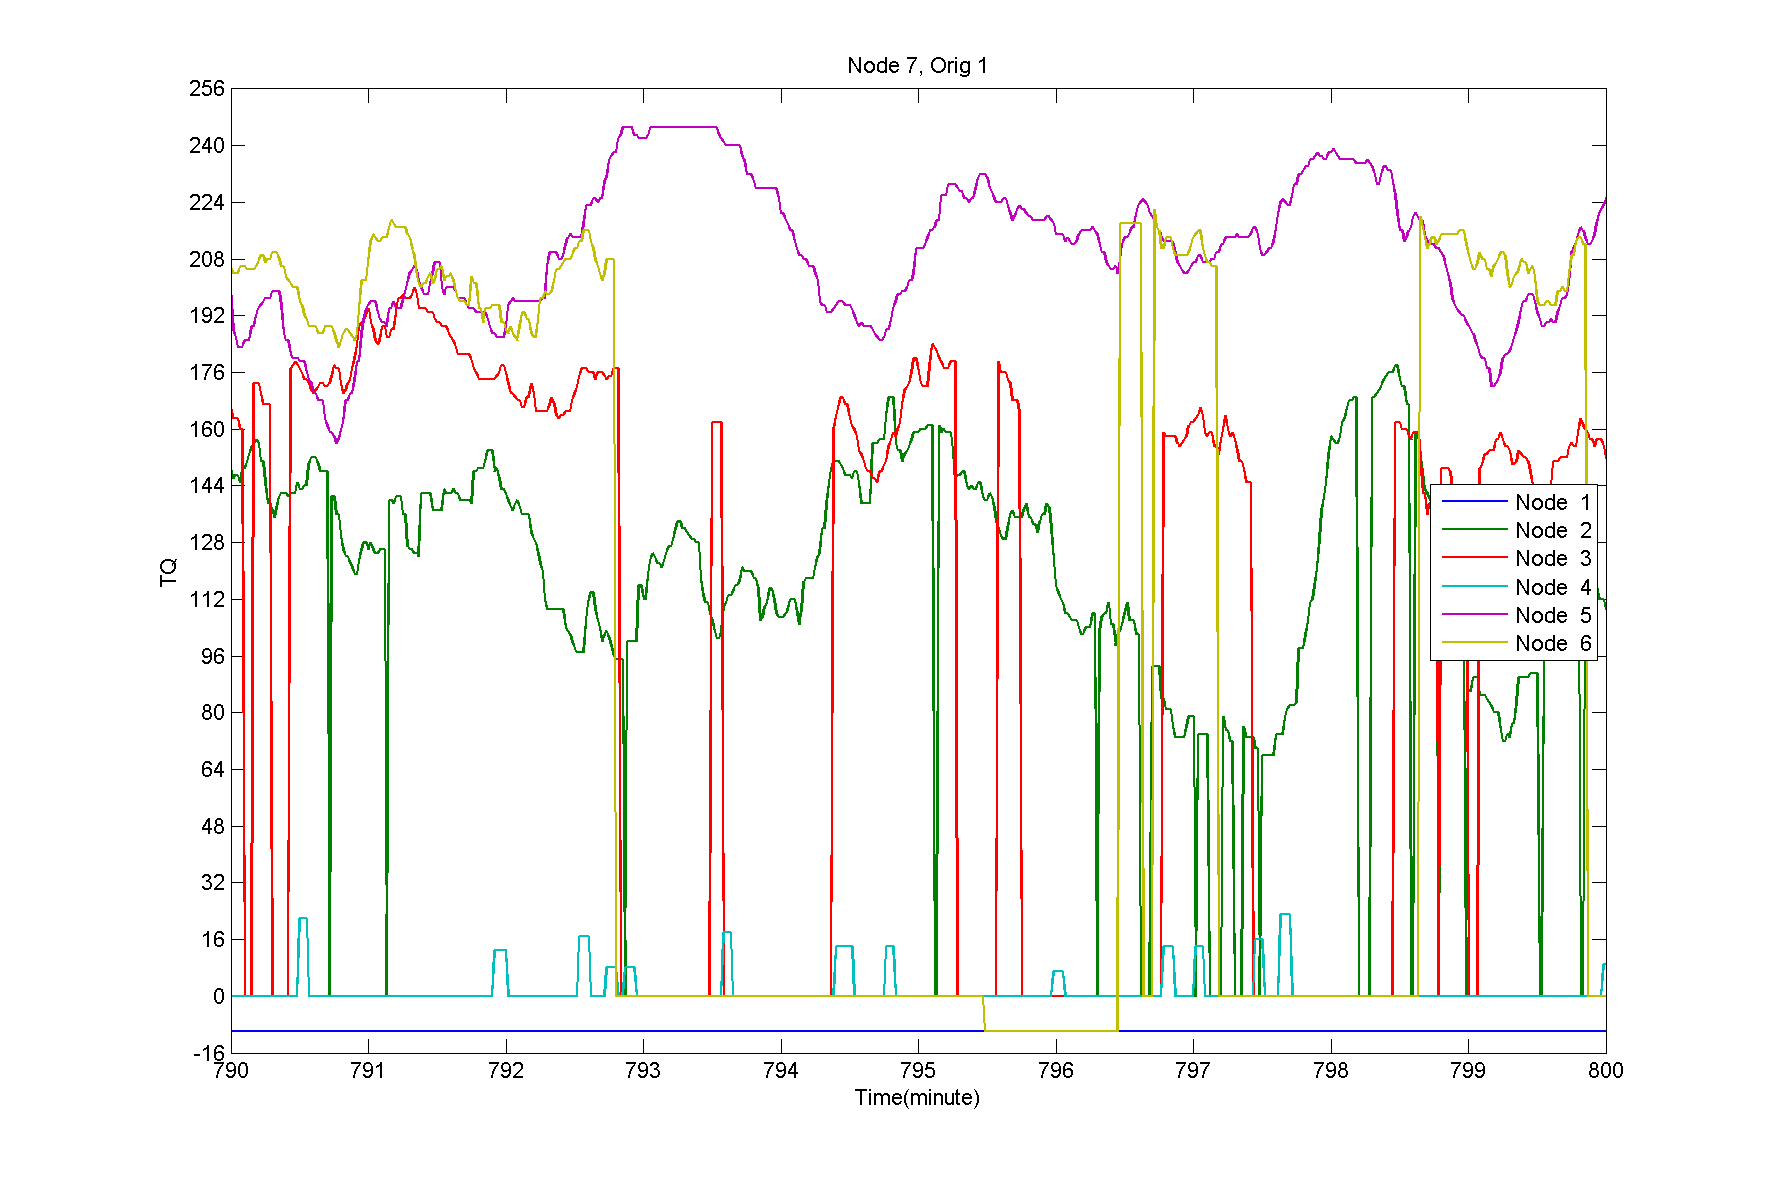 Node 7, Orig 1
256
240
224
208
192
176
160
144
128
112
96
80
64
48
32
16
0
-16
TQ
790 791 792 793 794 795 796 797 798 799 800
Time(minute)
Node 1
Node 2
Node 3
Node 4
Node 5
Node 6